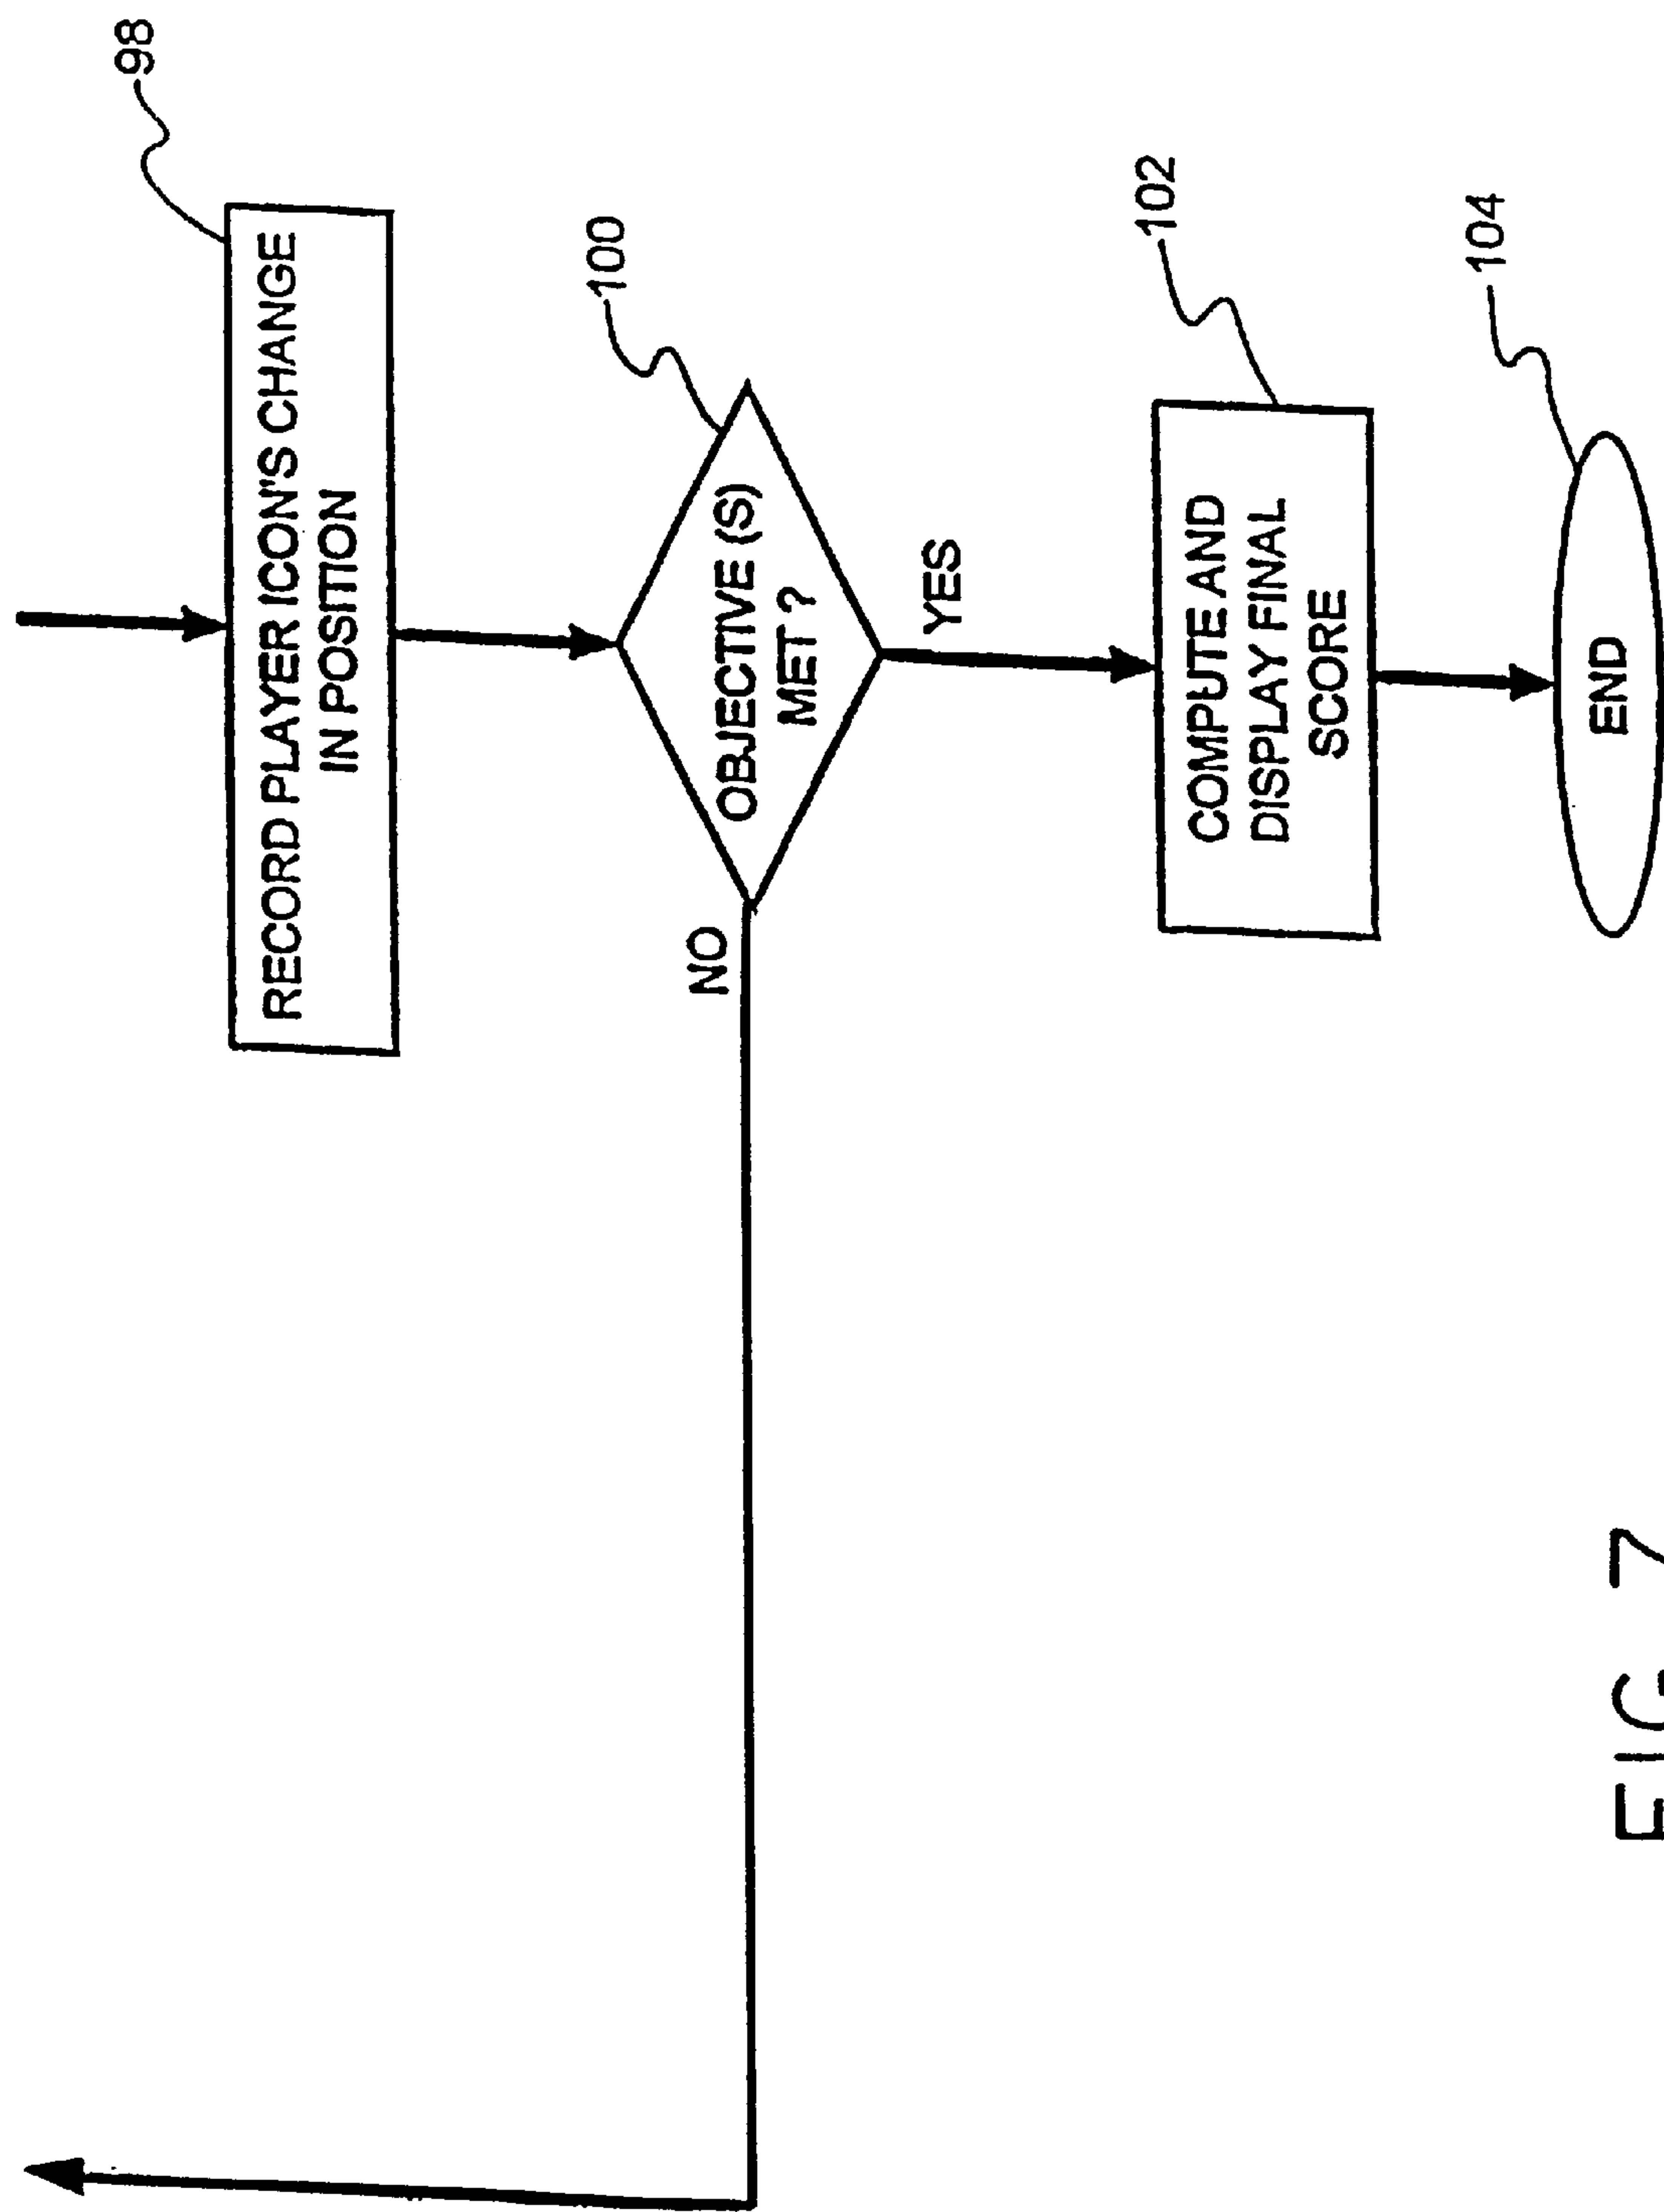 98
RECORD PLAYER ICON'S CHANGE
IN POSITION
100
OBJECTIVE (S)
MET ?
NO
YES
102
COMPUTE AND
DISPLAY FINAL
SCORE
104
END
FIG 7